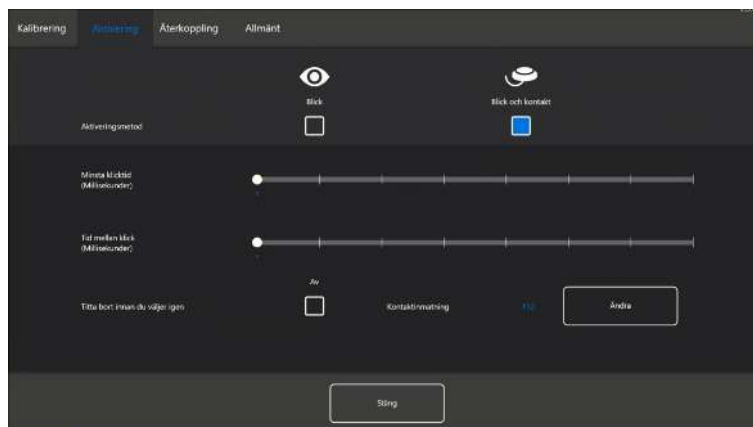 Kalibrering Aktivering Återkoppling Allmänt
Blick Blick och kontakt
Aktiveringsmetod
Minsta klicktid
(Millisekunder)
Tid mellan klick
(Millisekunder)
Av
Titta bort innan du väljer igen Kontaktinmatning Ändra
Stäng